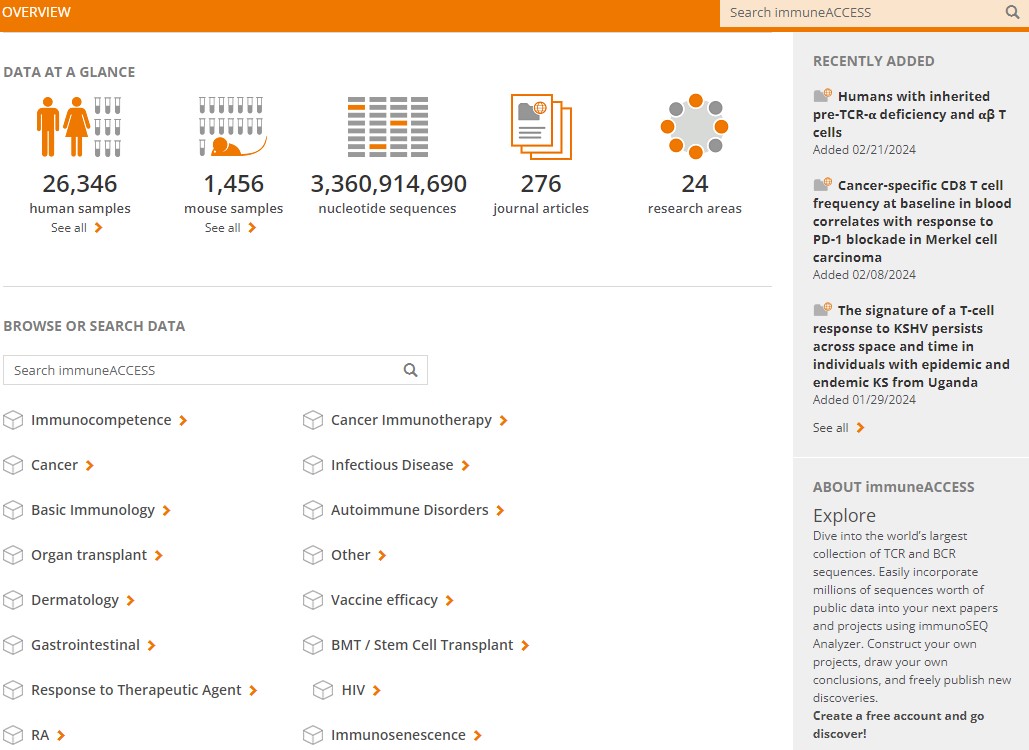 OVERVIEW
Search immuneACCESS
DATA AT A GLANCE
26,346
human samples
See all
1,456
mouse samples
See all
3,360,914,690
nucleotide sequences
276
journal articles
24
research areas
BROWSE OR SEARCH DATA
Search immuneACCESS
Immunocompetence
Cancer Immunotherapy
Cancer
Infectious Disease
Basic Immunology
Autoimmune Disorders
Organ transplant
Other
Dermatology
Vaccine efficacy
Gastrointestinal
BMT / Stem Cell Transplant
Response to Therapeutic Agent
HIV
RA
Immunosenescence
RECENTLY ADDED
Humans with inherited
pre-TCR-α deficiency and αβ T
cells
Added 02/21/2024
Cancer-specific CD8 T cell
frequency at baseline in blood
correlates with response to
PD-1 blockade in Merkel cell
carcinoma
Added 02/08/2024
The signature of a T-cell
response to KSHV persists
across space and time in
individuals with epidemic and
endemic KS from Uganda
Added 01/29/2024
See all
ABOUT immuneACCESS
Explore
Dive into the world's largest
collection of TCR and BCR
sequences. Easily incorporate
millions of sequences worth of
public data into your next papers
and projects using immunoSEQ
Analyzer. Construct your own
projects, draw your own
conclusions, and freely publish new
discoveries.
Create a free account and go
discover!